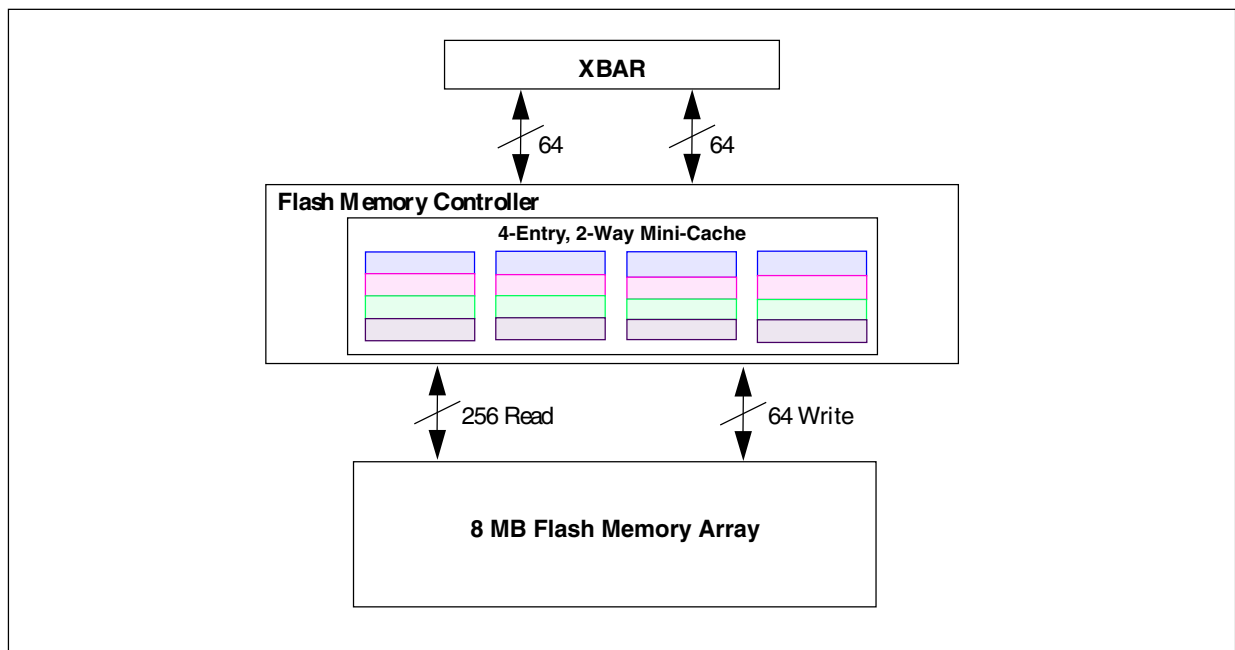 XBAR
64
64
Flash Memory Controller
4-Entry, 2-Way Mini-Cache
256 Read
64 Write
8 MB Flash Memory Array